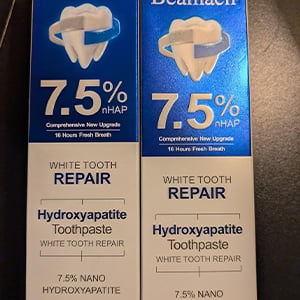 7.5%
nHAP
Comprehensive New Upgrade
16 Hours Fresh Breath
WHITE TOOTH
REPAIR
Hydroxyapatite
Toothpaste
WHITE TOOTH REPAIR
7.5% NANO
HYDROXYAPATITE
7.5%
nHAP
Comprehensive New Upgrade
16 Hours Fresh Breath
WHITE TOOTH
REPAIR
Hydroxyapatite
Toothpaste
WHITE TOOTH REPAIR
7.5% NANO